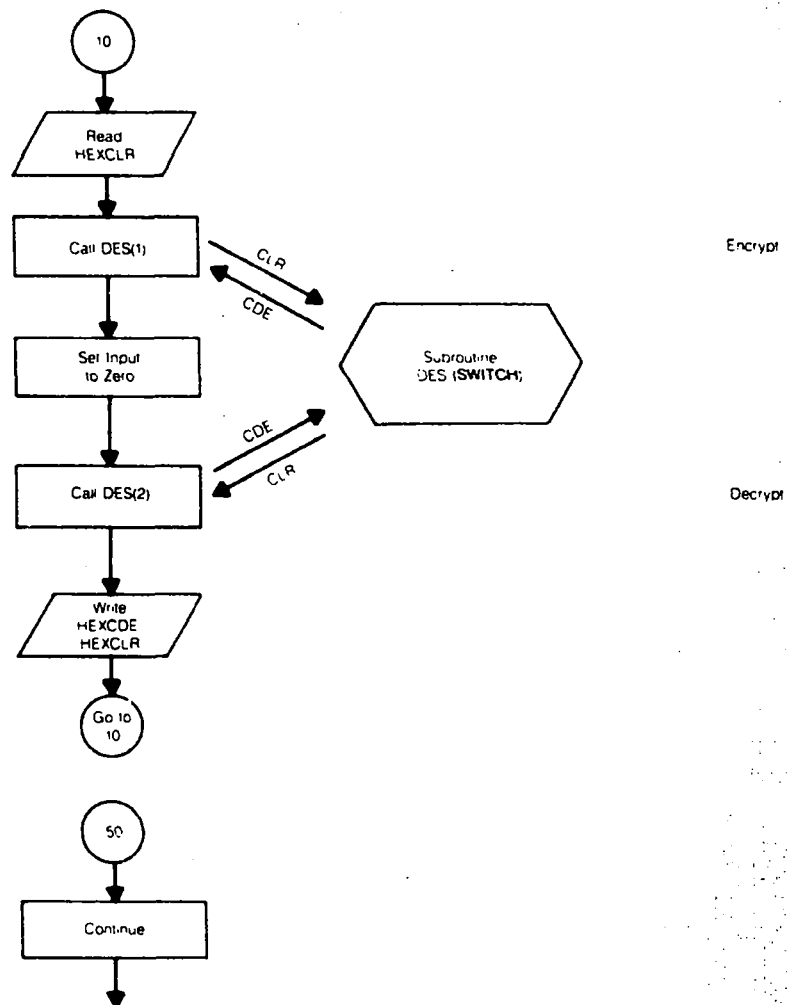 10
Read
HEXCLR
Call DES(1)
CLR
Encrypt
CDE
Set Input
to Zero
Subroutine
DES (SWITCH)
CDE
CLR
Call DES(2)
Decrypt
Write
HEXCDE
HEXCLR
Go to
10
50
Continue